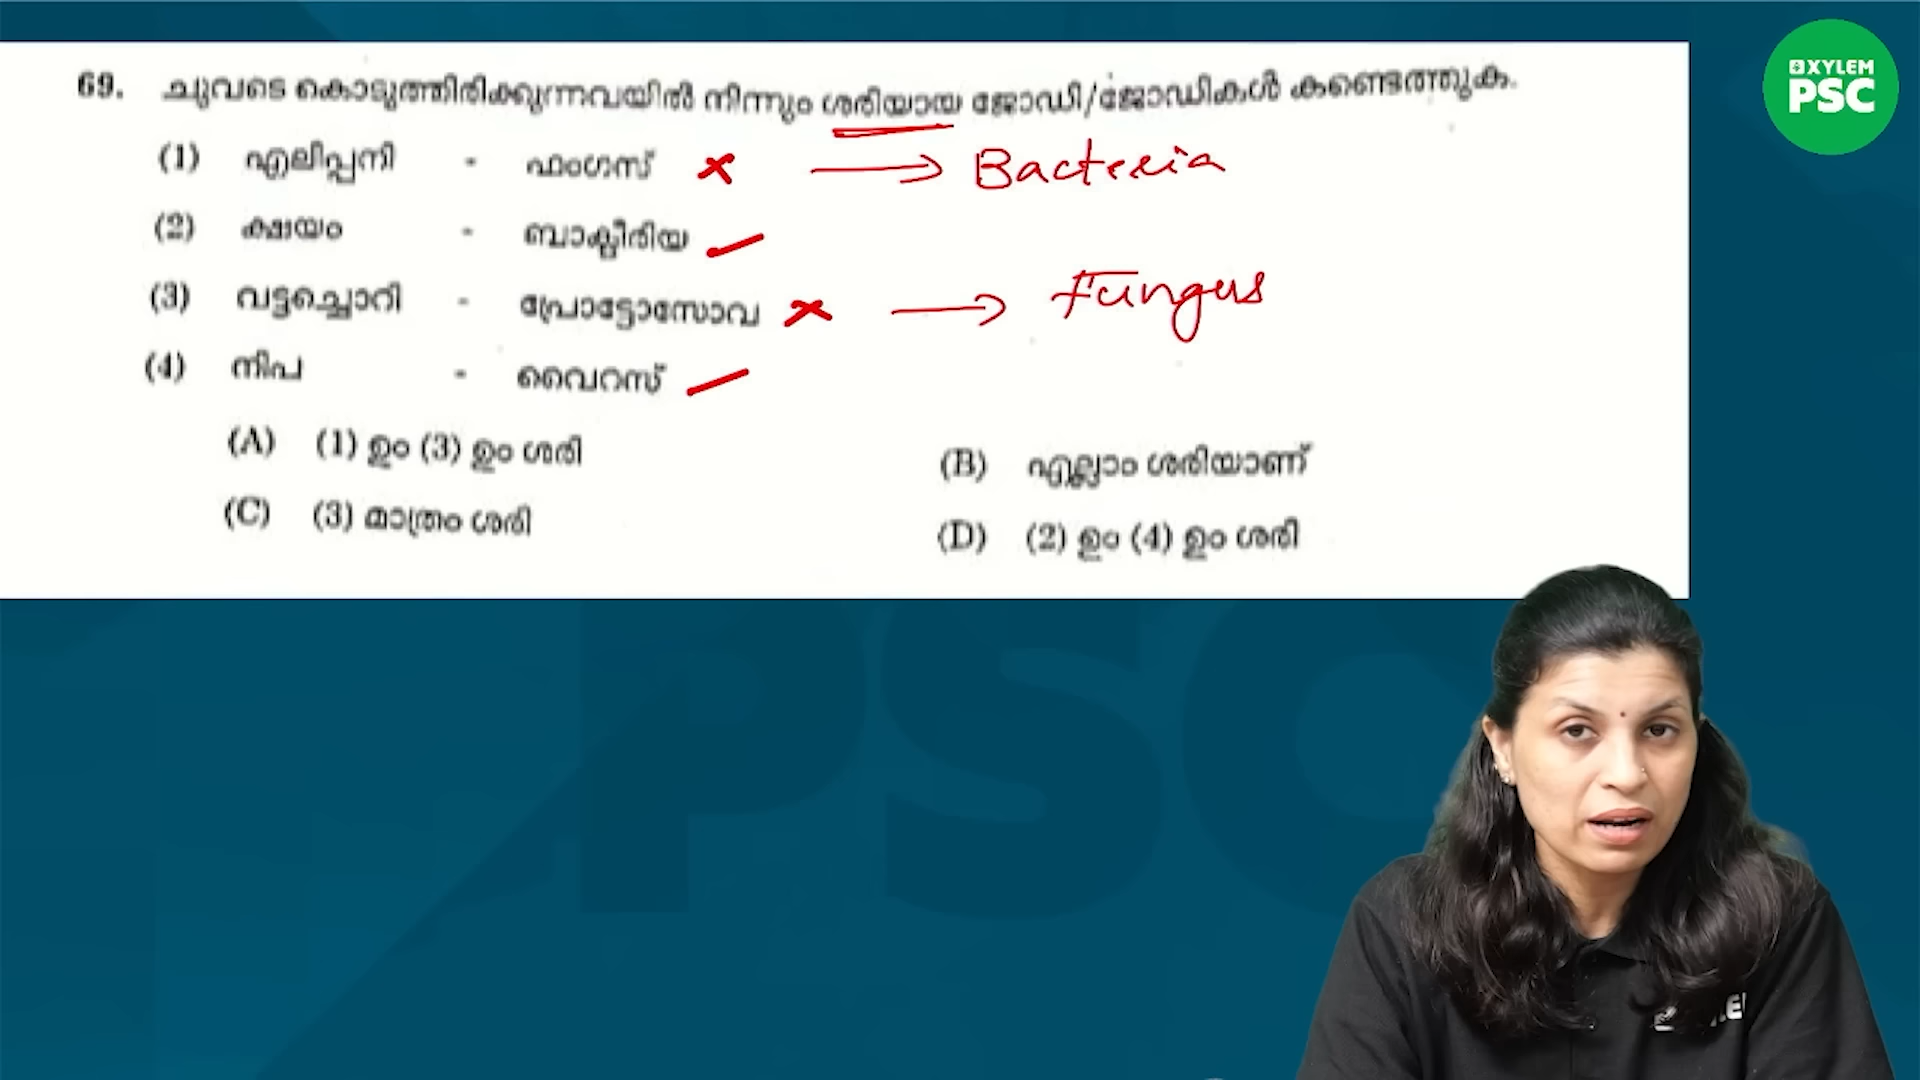 69. ചുവടെ കൊടുത്തിരിക്കുന്നവയിൽ നിന്നും ശരിയായ ജോഡി/ജോഡികൾ കണ്ടെത്തുക.
(1) എലിപ്പനി - ഫംഗസ് × → Bacteria
(2) ക്ഷയം - ബാക്ടീരിയ ✓
(3) വട്ടച്ചൊറി - പ്രോട്ടോസോവ × → Fungus
(4) നിപ - വൈറസ് ✓
(A) (1) ഉം (3) ഉം ശരി (B) എല്ലാം ശരിയാണ്
(C) (3) മാത്രം ശരി (D) (2) ഉം (4) ഉം ശരി
XYLEM
PSC
PSC